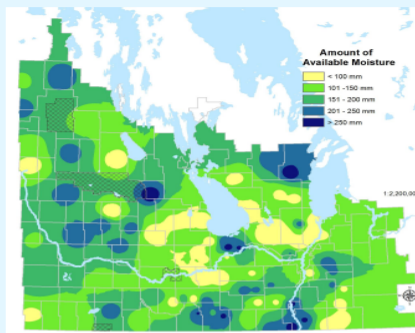 Amount of
Available Moisture
< 100 mm
101 - 150 mm
151 - 200 mm
201 - 250 mm
> 250 mm
1:2,200,00